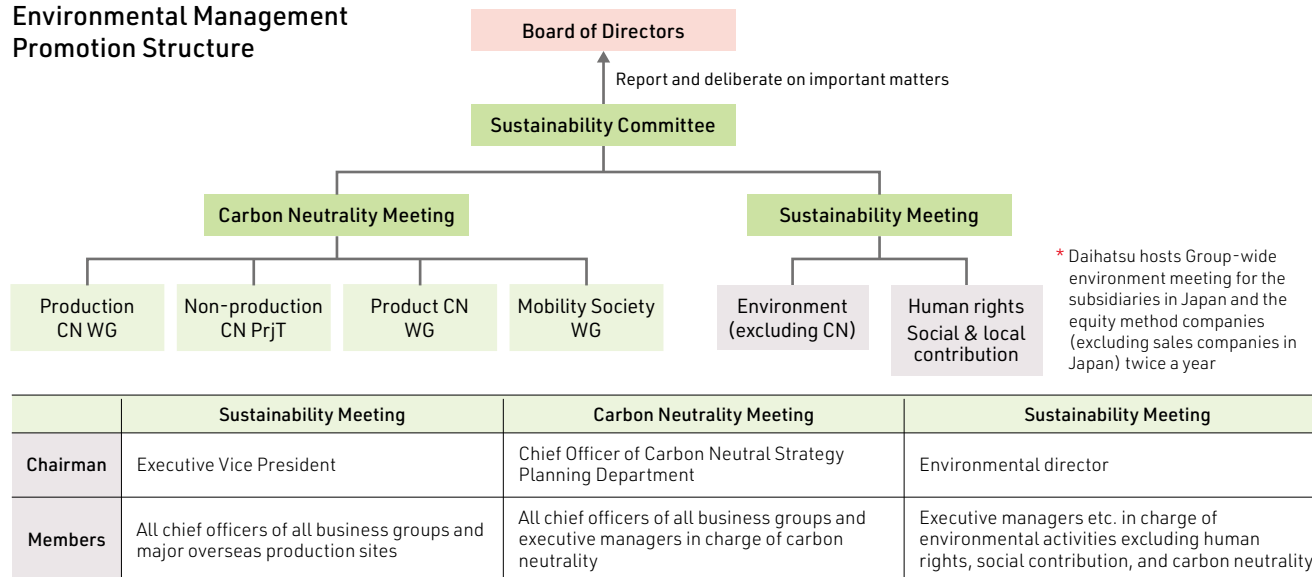 Environmental Management
Promotion Structure
Board of Directors
Report and deliberate on important matters
Sustainability Committee
Carbon Neutrality Meeting
Sustainability Meeting
Production
CN WG
Non-production
CN PrjT
Product CN
WG
Mobility Society
WG
Environment
(excluding CN)
Human rights
Social & local
contribution
* Daihatsu hosts Group-wide
environment meeting for the
subsidiaries in Japan and the
equity method companies
(excluding sales companies in
Japan) twice a year
Sustainability Meeting
Carbon Neutrality Meeting
Sustainability Meeting
Chairman
Executive Vice President
Chief Officer of Carbon Neutral Strategy
Planning Department
Environmental director
Members
All chief officers of all business groups and
major overseas production sites
All chief officers of all business groups and
executive managers in charge of carbon
neutrality
Executive managers etc. in charge of
environmental activities excluding human
rights, social contribution, and carbon neutrality